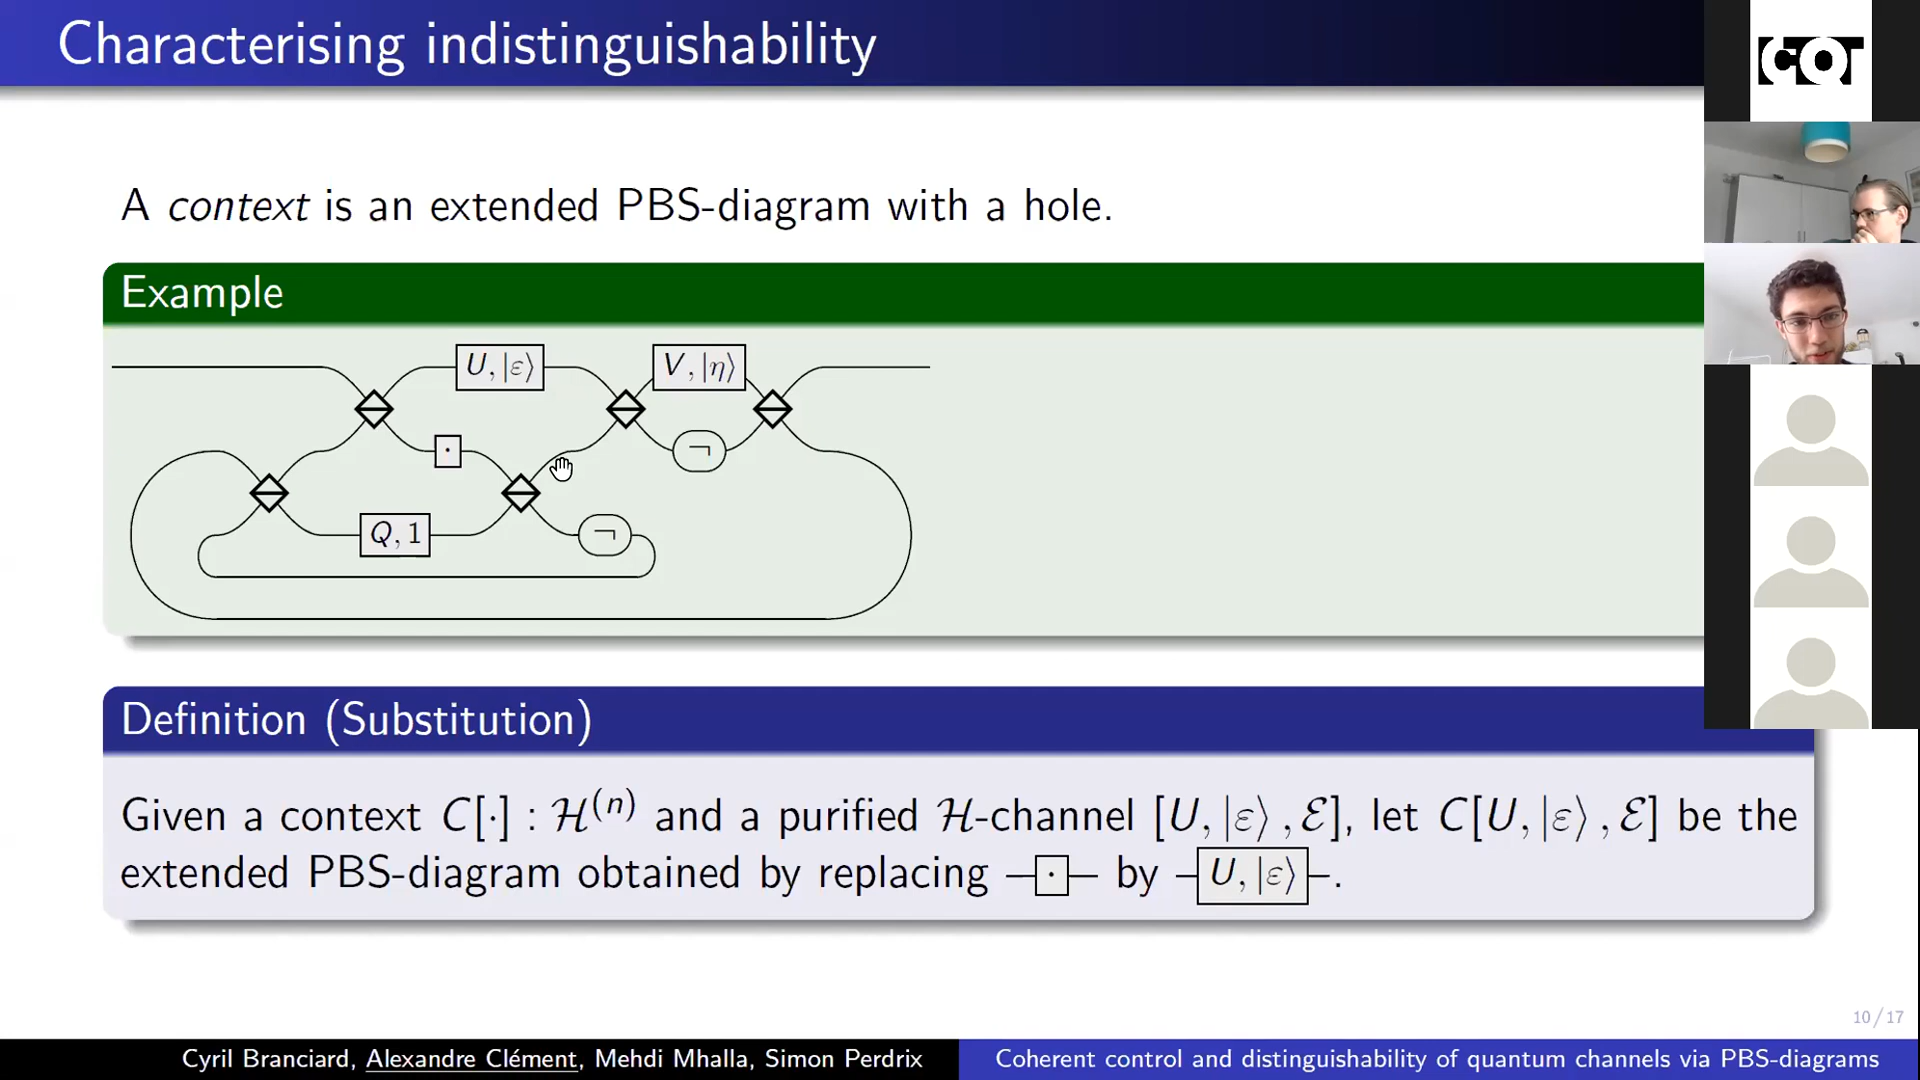 Characterising indistinguishability
CQT
A context is an extended PBS-diagram with a hole.
Example
U, |ε⟩
V, |η⟩
·
¬
Q, 1
¬
Definition (Substitution)
Given a context C[·] : ℋ⁽ⁿ⁾ and a purified ℋ-channel [U, |ε⟩ , ℰ], let C[U, |ε⟩ , ℰ] be the
extended PBS-diagram obtained by replacing · by U, |ε⟩ .
10 / 17
Cyril Branciard, Alexandre Clément, Mehdi Mhalla, Simon Perdrix
Coherent control and distinguishability of quantum channels via PBS-diagrams